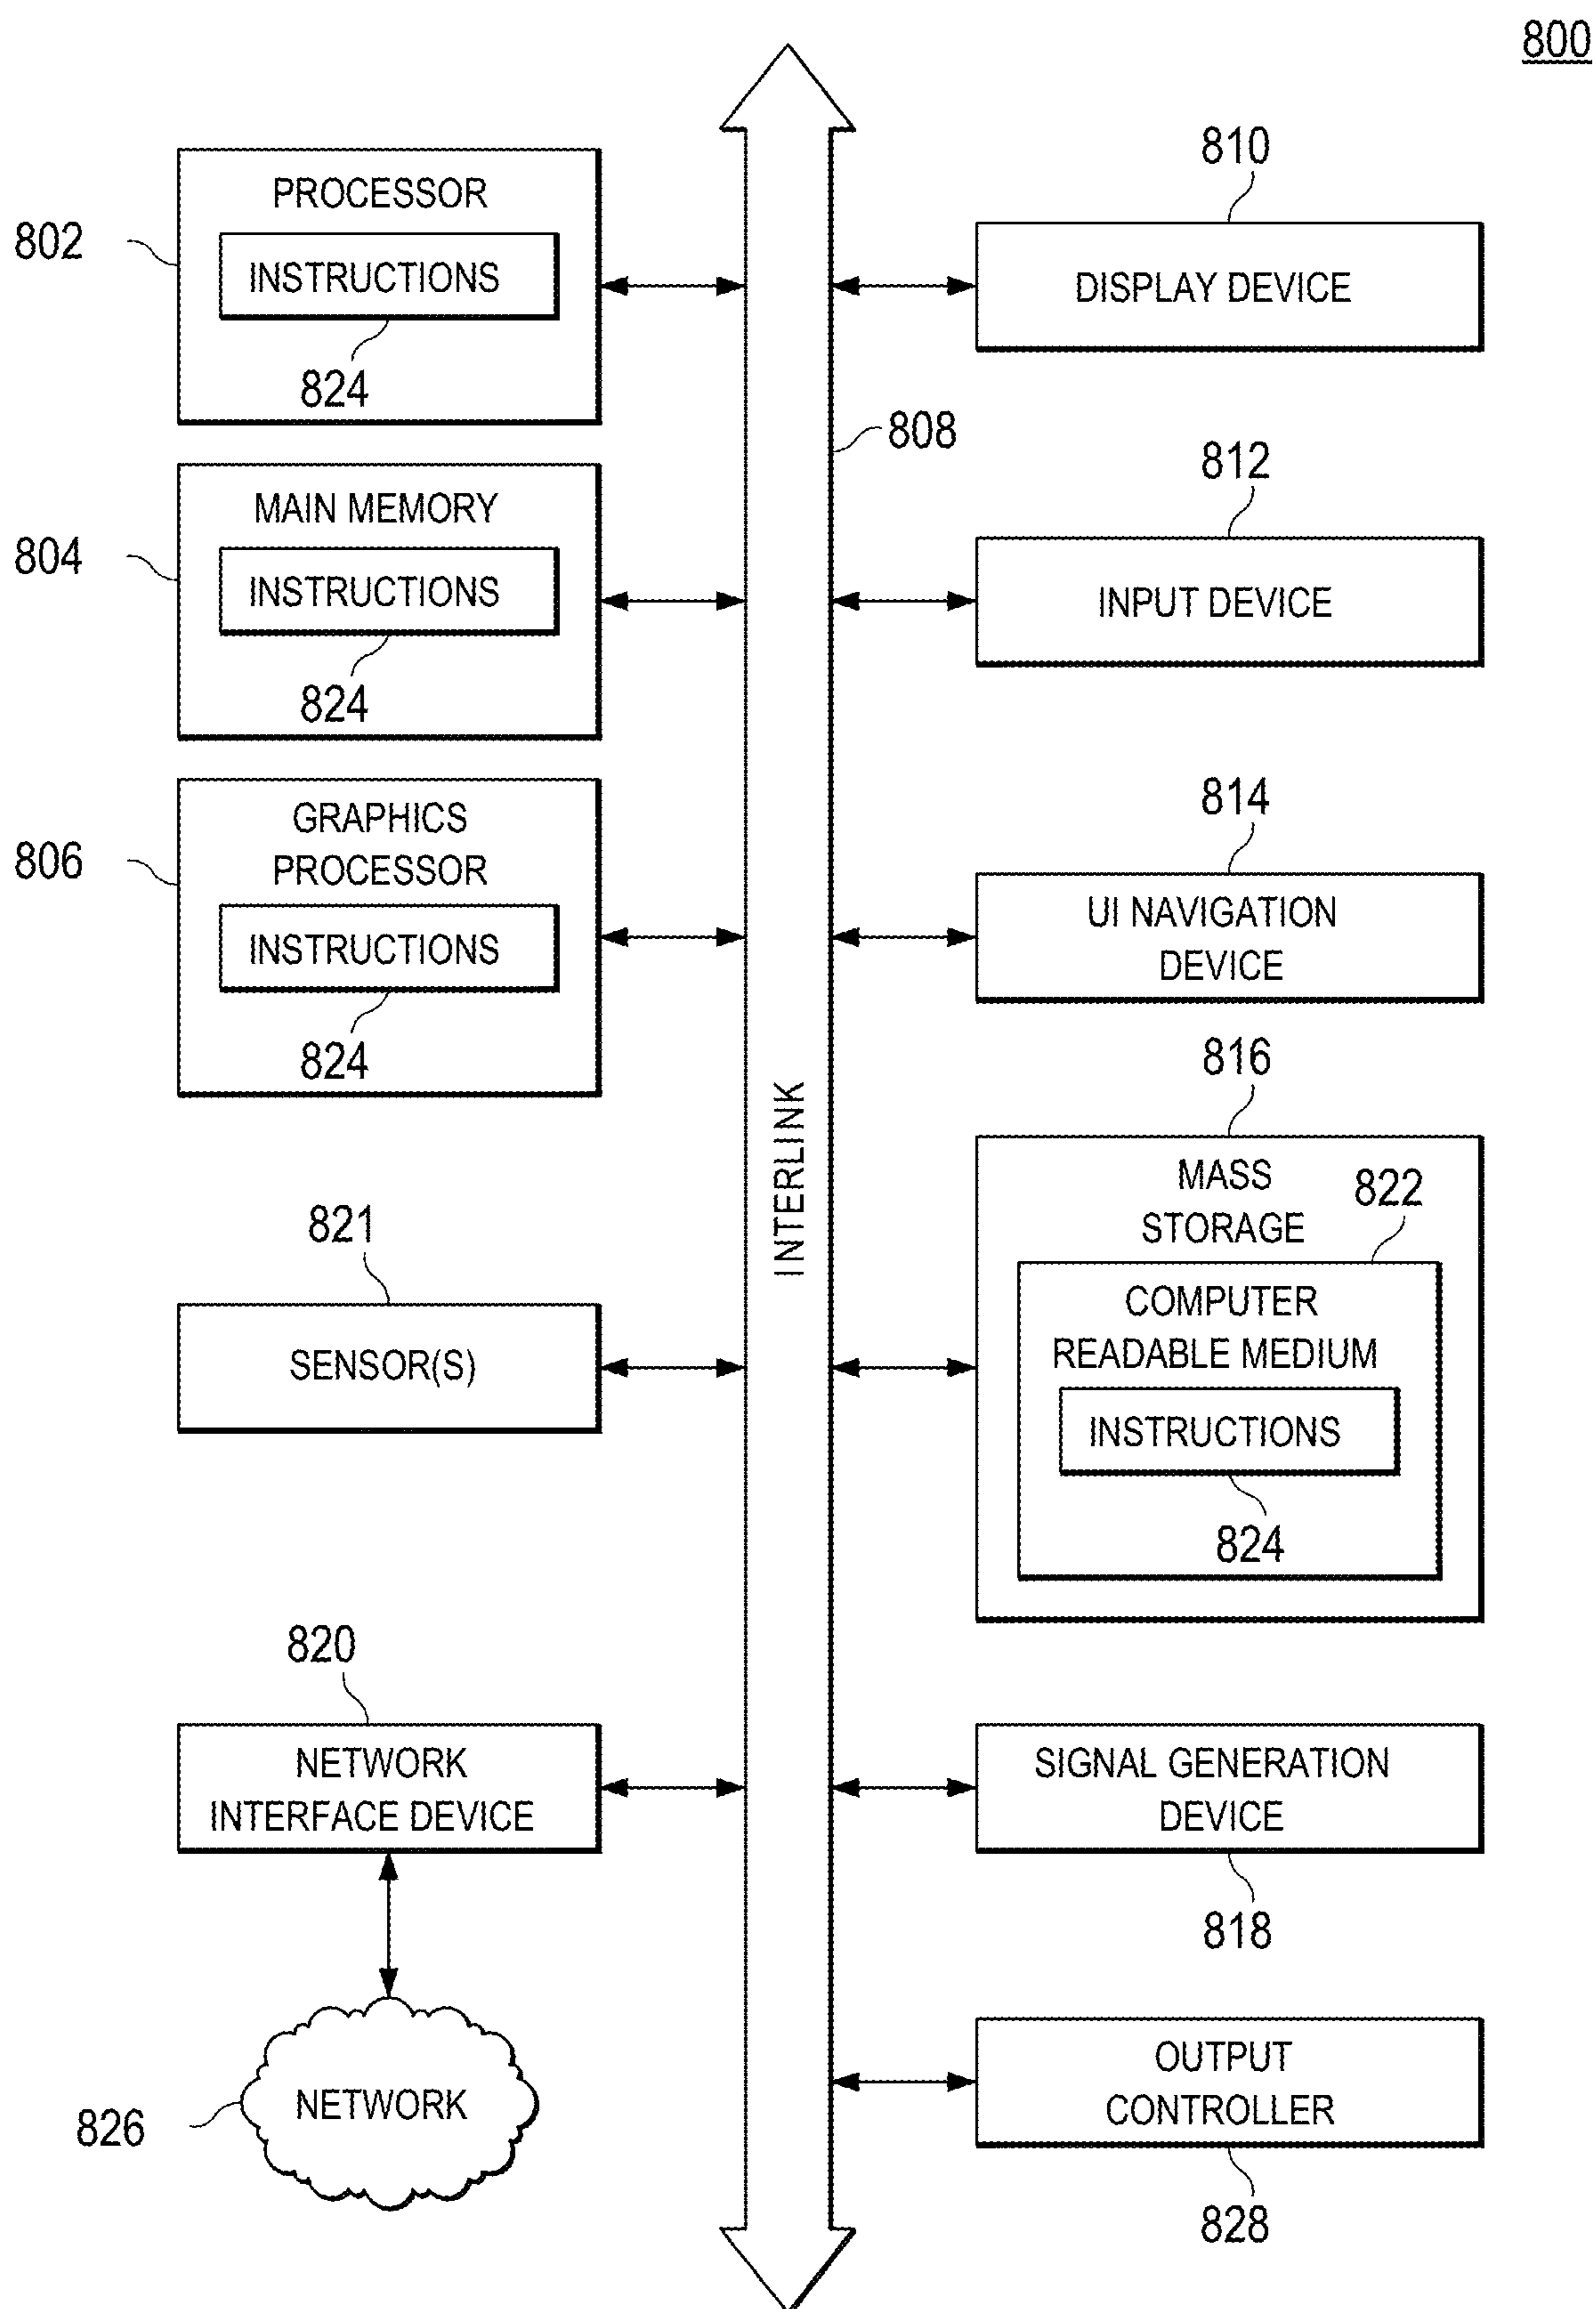 800
PROCESSOR
802
INSTRUCTIONS
824
MAIN MEMORY
804
INSTRUCTIONS
824
GRAPHICS
PROCESSOR
806
INSTRUCTIONS
824
821
SENSOR(S)
820
NETWORK
INTERFACE DEVICE
NETWORK
826
INTERLINK
808
810
DISPLAY DEVICE
812
INPUT DEVICE
814
UI NAVIGATION
DEVICE
816
MASS
STORAGE
822
COMPUTER
READABLE MEDIUM
INSTRUCTIONS
824
SIGNAL GENERATION
DEVICE
818
OUTPUT
CONTROLLER
828